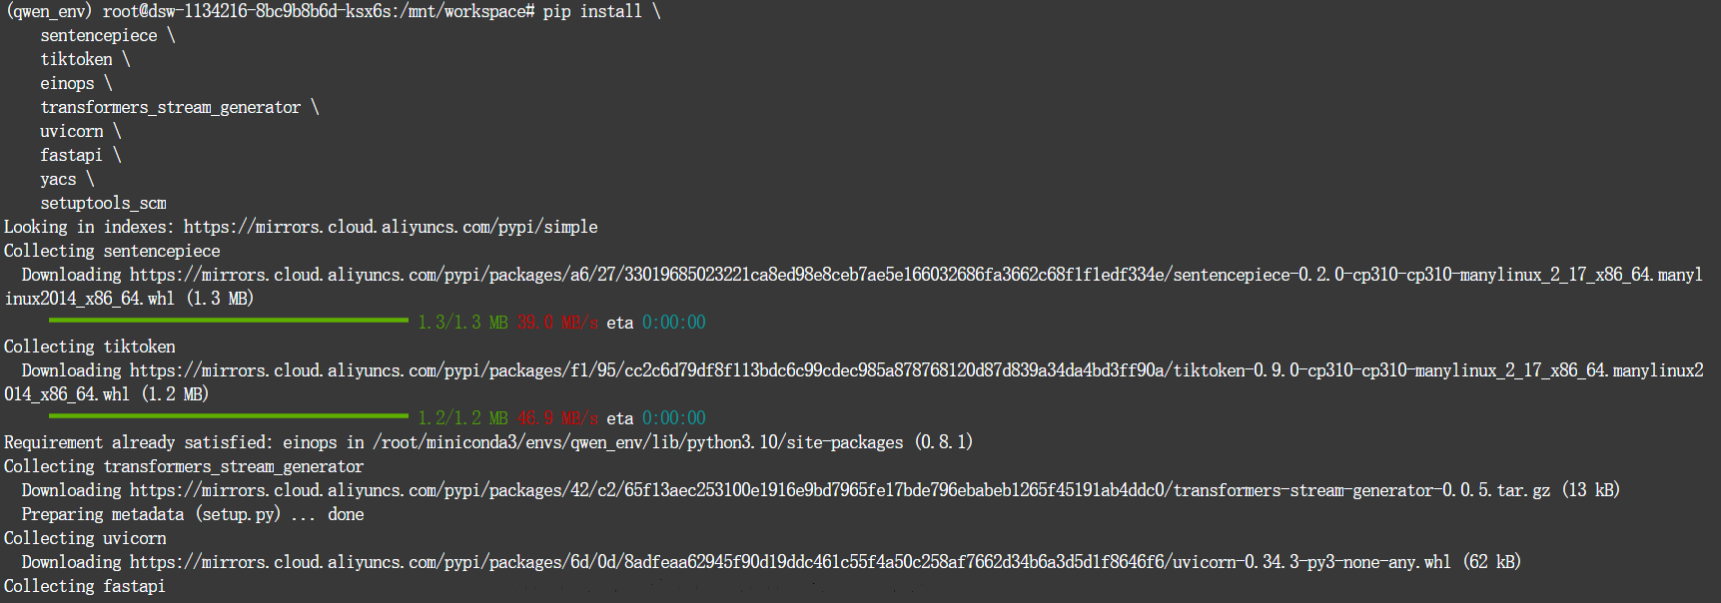 (qwen_env) root@dsw-1134216-8bc9b8b6d-ksx6s:/mnt/workspace# pip install \
sentencepiece \
tiktoken \
einops \
transformers_stream_generator \
uvicorn \
fastapi \
yacs \
setuptools_scm
Looking in indexes: https://mirrors.cloud.aliyuncs.com/pypi/simple
Collecting sentencepiece
Downloading https://mirrors.cloud.aliyuncs.com/pypi/packages/a6/27/33019685023221ca8ed98e8ceb7ae5e166032686fa3662c68f1f1edf334e/sentencepiece-0.2.0-cp310-cp310-manylinux_2_17_x86_64.manyl
inux2014_x86_64.whl (1.3 MB)
1.3/1.3 MB 39.0 MB/s eta 0:00:00
Collecting tiktoken
Downloading https://mirrors.cloud.aliyuncs.com/pypi/packages/f1/95/cc2c6d79df8f113bdc6c99cdec985a878768120d87d839a34da4bd3ff90a/tiktoken-0.9.0-cp310-cp310-manylinux_2_17_x86_64.manylinux2
014_x86_64.whl (1.2 MB)
1.2/1.2 MB 46.9 MB/s eta 0:00:00
Requirement already satisfied: einops in /root/miniconda3/envs/qwen_env/lib/python3.10/site-packages (0.8.1)
Collecting transformers_stream_generator
Downloading https://mirrors.cloud.aliyuncs.com/pypi/packages/42/c2/65f13aec253100e1916e9bd7965fe17bde796ebabeb1265f45191ab4ddc0/transformers-stream-generator-0.0.5.tar.gz (13 kB)
Preparing metadata (setup.py) ... done
Collecting uvicorn
Downloading https://mirrors.cloud.aliyuncs.com/pypi/packages/6d/0d/8adfeaa62945f90d19ddc461c55f4a50c258af7662d34b6a3d5d1f8646f6/uvicorn-0.34.3-py3-none-any.whl (62 kB)
Collecting fastapi